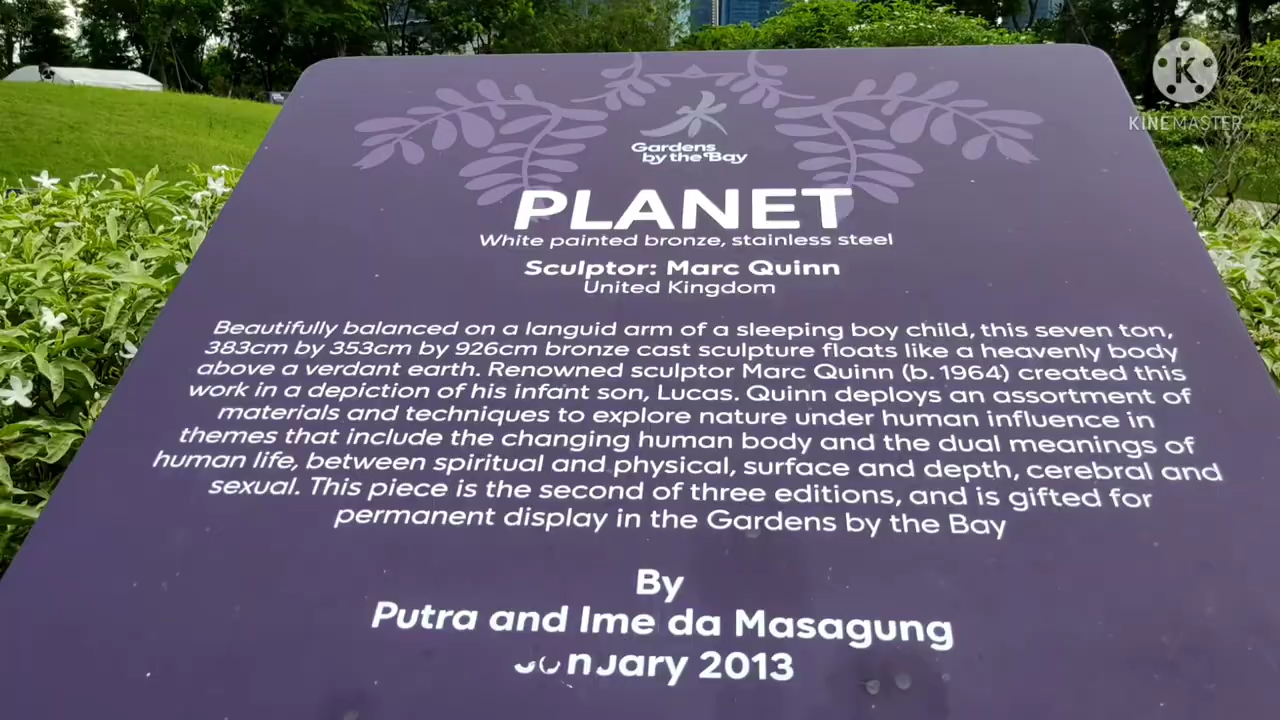 K
KINEMASTER
Gardens
by the Bay
PLANET
White painted bronze, stainless steel
Sculptor: Marc Quinn
United Kingdom
Beautifully balanced on a languid arm of a sleeping boy child, this seven ton,
383cm by 353cm by 926cm bronze cast sculpture floats like a heavenly body
above a verdant earth. Renowned sculptor Marc Quinn (b. 1964) created this
work in a depiction of his infant son, Lucas. Quinn deploys an assortment of
materials and techniques to explore nature under human influence in
themes that include the changing human body and the dual meanings of
human life, between spiritual and physical, surface and depth, cerebral and
sexual. This piece is the second of three editions, and is gifted for
permanent display in the Gardens by the Bay
By
Putra and Ime da Masagung
2013